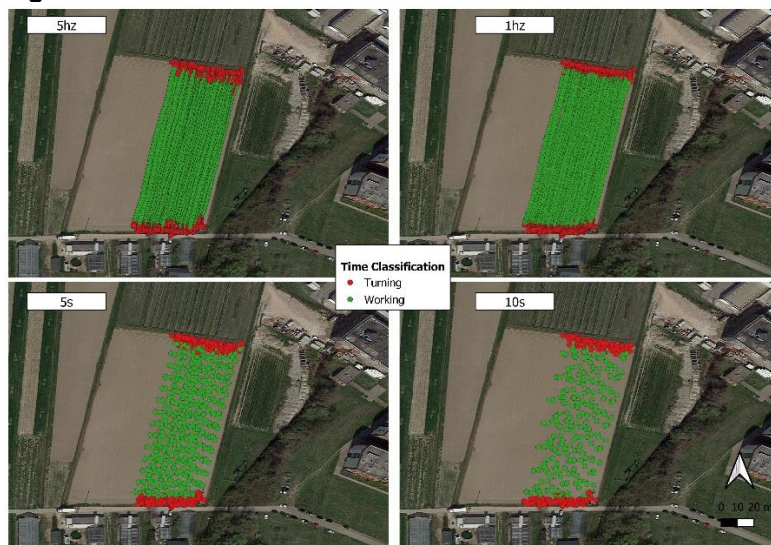 5hz
1hz
Time Classification
Turning
Working
5s
10s
0 10 20 m